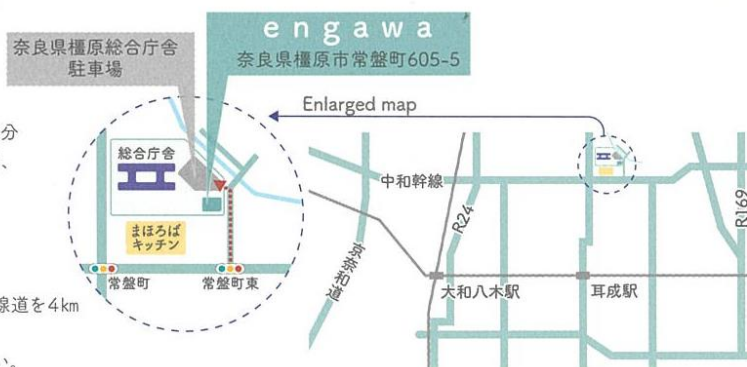 engawa
奈良県橿原市常盤町605-5
奈良県橿原総合庁舎
駐車場
Enlarged map
分
、
総合庁舎
まほろば
キッチン
常盤町
常盤町東
線道を4km
い。
中和幹線
R24
R169
京奈和道
大和八木駅
耳成駅